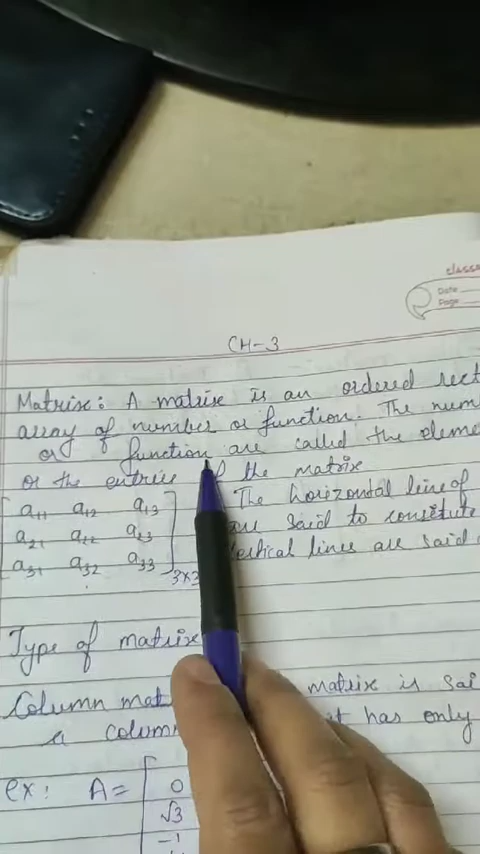 Date
Page
CH-3
Matrix: A matrix is an ordered rect
array of number or function. The num
or function are called the eleme
or the entries of the matrix
a11 a12 a13 The horizontal line of
a21 a22 a23 are said to constitute
a31 a32 a33 vertical lines are said
3×3
Type of matrix
Column mat matrix is sai
a column it has only
ex: A = 0
√3
-1